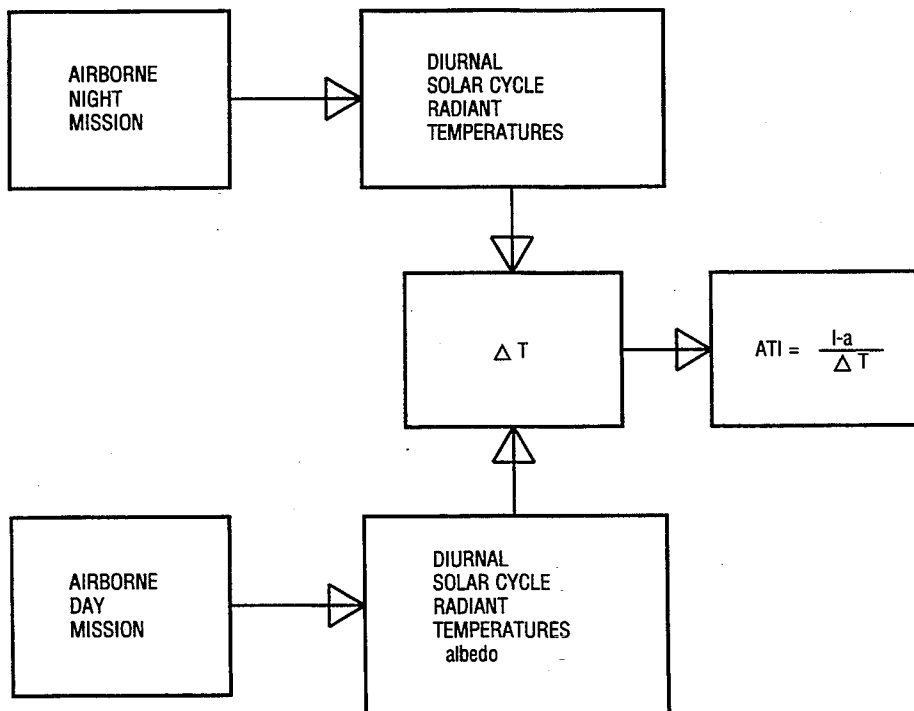 AIRBORNE
NIGHT
MISSION
DIURNAL
SOLAR CYCLE
RADIANT
TEMPERATURES
△ T
ATI = l-a
△ T
AIRBORNE
DAY
MISSION
DIURNAL
SOLAR CYCLE
RADIANT
TEMPERATURES
albedo